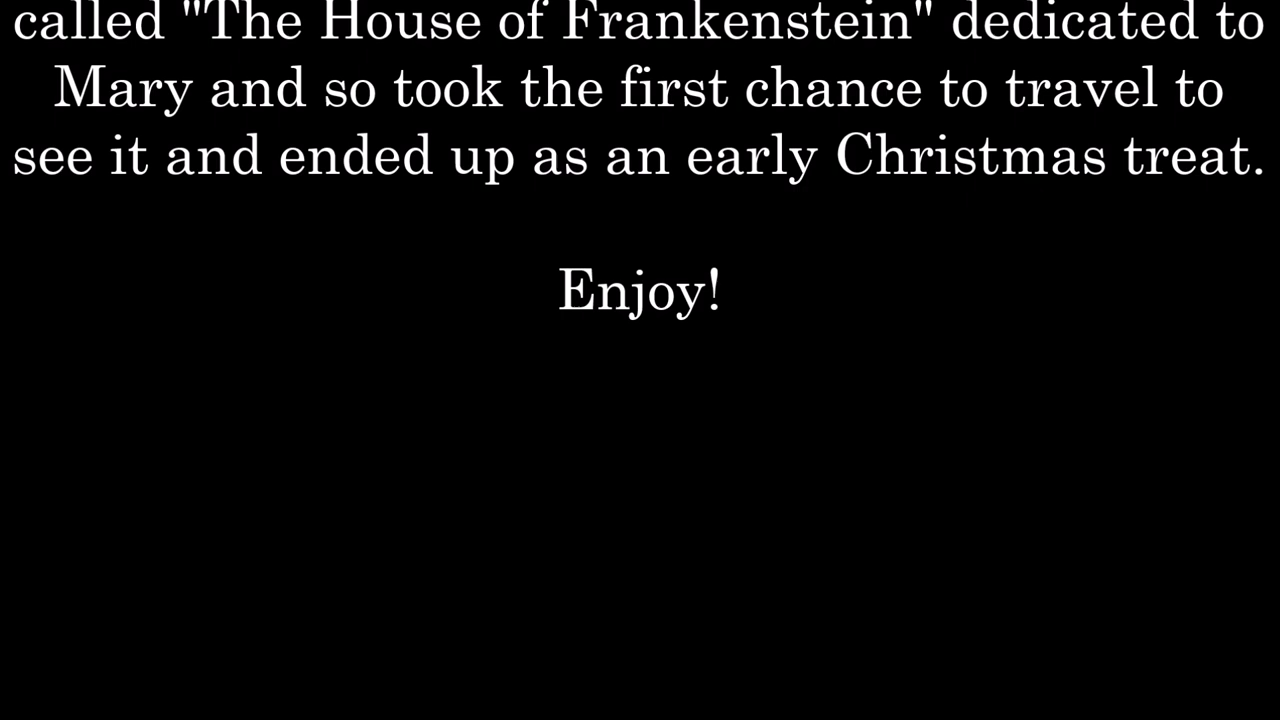 called "The House of Frankenstein" dedicated to
Mary and so took the first chance to travel to
see it and ended up as an early Christmas treat.
Enjoy!